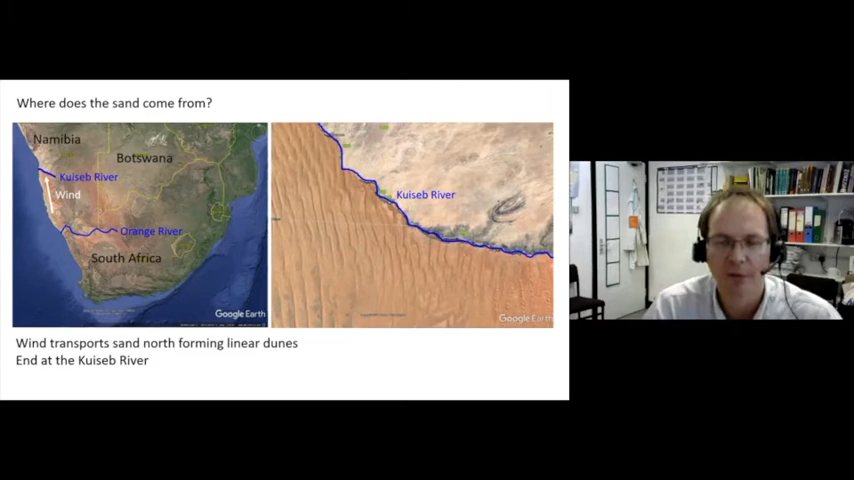 Where does the sand come from?
Namibia
Botswana
Kuiseb River
Wind
Orange River
South Africa
Google Earth
Kuiseb River
Google Earth
Wind transports sand north forming linear dunes
End at the Kuiseb River